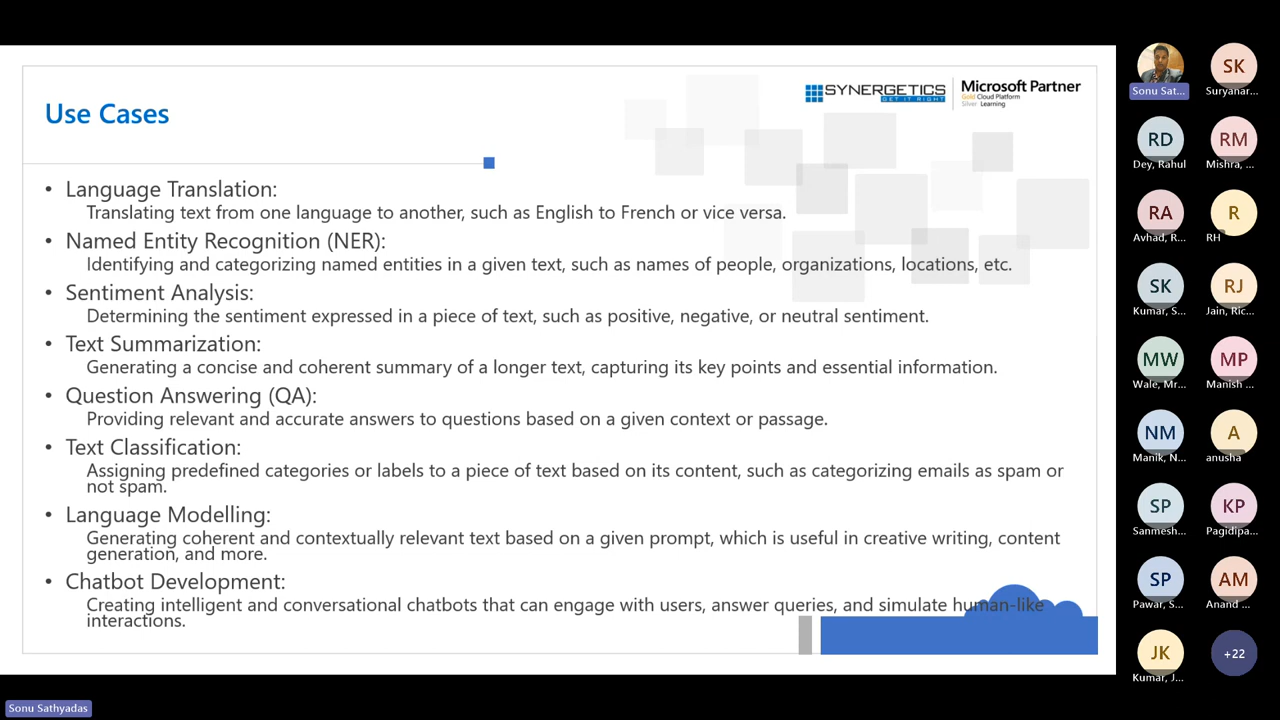 Use Cases
SYNERGETICS
GET IT RIGHT
Microsoft Partner
Gold Cloud Platform
Silver Learning
• Language Translation:
Translating text from one language to another, such as English to French or vice versa.
• Named Entity Recognition (NER):
Identifying and categorizing named entities in a given text, such as names of people, organizations, locations, etc.
• Sentiment Analysis:
Determining the sentiment expressed in a piece of text, such as positive, negative, or neutral sentiment.
• Text Summarization:
Generating a concise and coherent summary of a longer text, capturing its key points and essential information.
• Question Answering (QA):
Providing relevant and accurate answers to questions based on a given context or passage.
• Text Classification:
Assigning predefined categories or labels to a piece of text based on its content, such as categorizing emails as spam or
not spam.
• Language Modelling:
Generating coherent and contextually relevant text based on a given prompt, which is useful in creative writing, content
generation, and more.
• Chatbot Development:
Creating intelligent and conversational chatbots that can engage with users, answer queries, and simulate human-like
interactions.
Sonu Sat...
SK
Suryanar...
RD
Dey, Rahul
RM
Mishra, ...
RA
Avhad, R...
R
RH
SK
Kumar, S...
RJ
Jain, Ric...
MW
Wale, Mr...
MP
Manish ...
NM
Manik, N...
A
anusha
SP
Sanmesh...
KP
Pagidipa...
SP
Pawar, S...
AM
Anand ...
JK
Kumar, J...
+22
Sonu Sathyadas